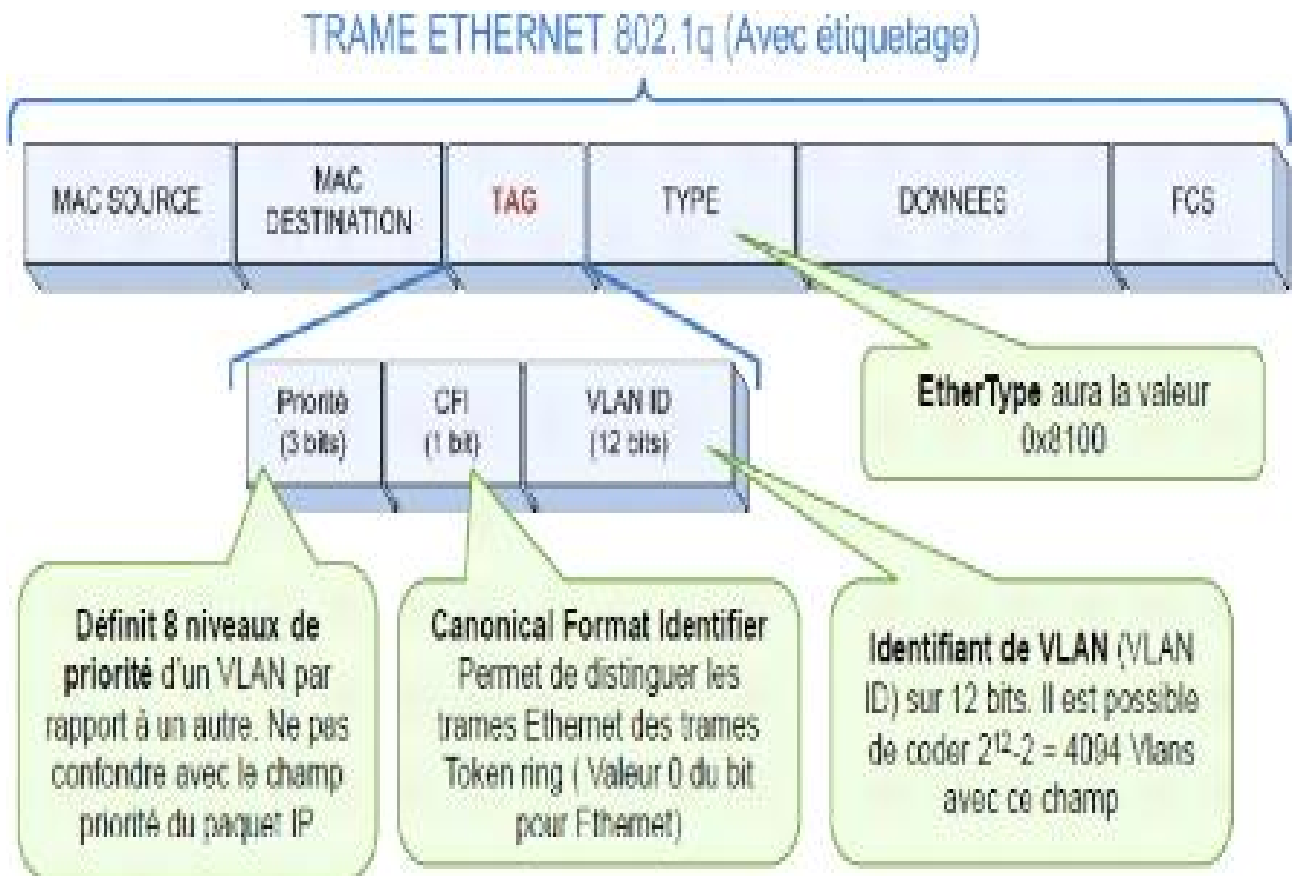 TRAME ETHERNET 802.1q (Avec étiquetage)
MAC SOURCE
MAC
DESTINATION
TAG
TYPE
DONNEES
FCS
Priorité
(3 bits)
CFI
(1 bit)
VLAN ID
(12 bits)
EtherType aura la valeur
0x8100
Définit 8 niveaux de
priorité d'un VLAN par
rapport à un autre. Ne pas
confondre avec le champ
priorité du paquet IP
Canonical Format Identifier
Permet de distinguer les
trames Ethernet des trames
Token ring ( Valeur 0 du bit
pour Ethernet)
Identifiant de VLAN (VLAN
ID) sur 12 bits. Il est possible
de coder 2¹²-2 = 4094 Vlans
avec ce champ